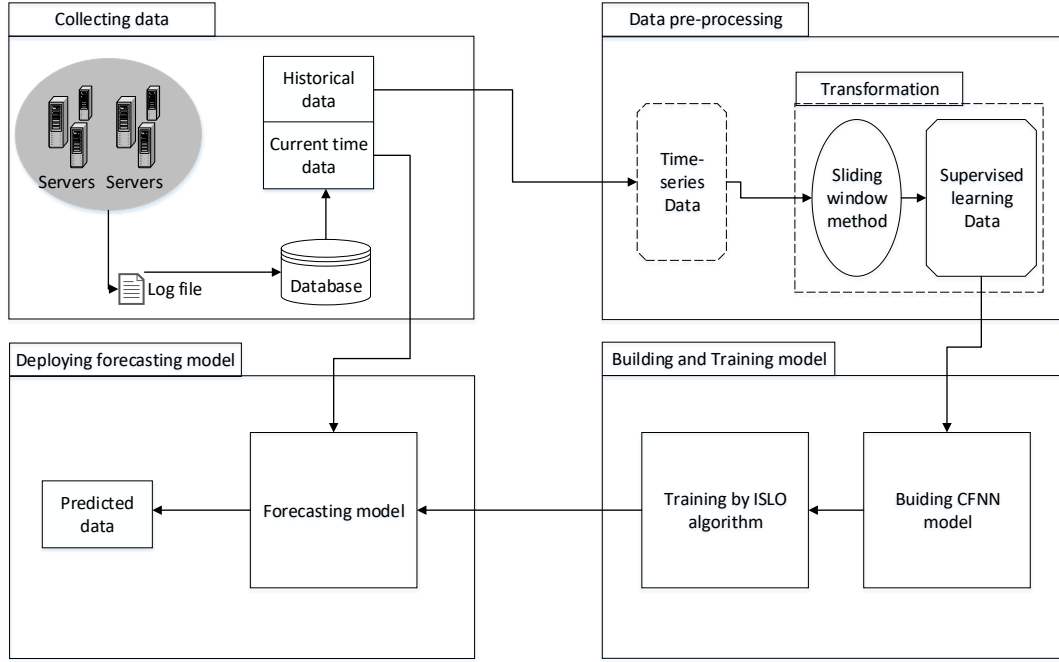 Collecting data
Historical
data
Current time
data
Servers Servers
Log file
Database
Data pre-processing
Transformation
Time-
series
Data
Sliding
window
method
Supervised
learning
Data
Deploying forecasting model
Predicted
data
Forecasting model
Building and Training model
Training by ISLO
algorithm
Buiding CFNN
model